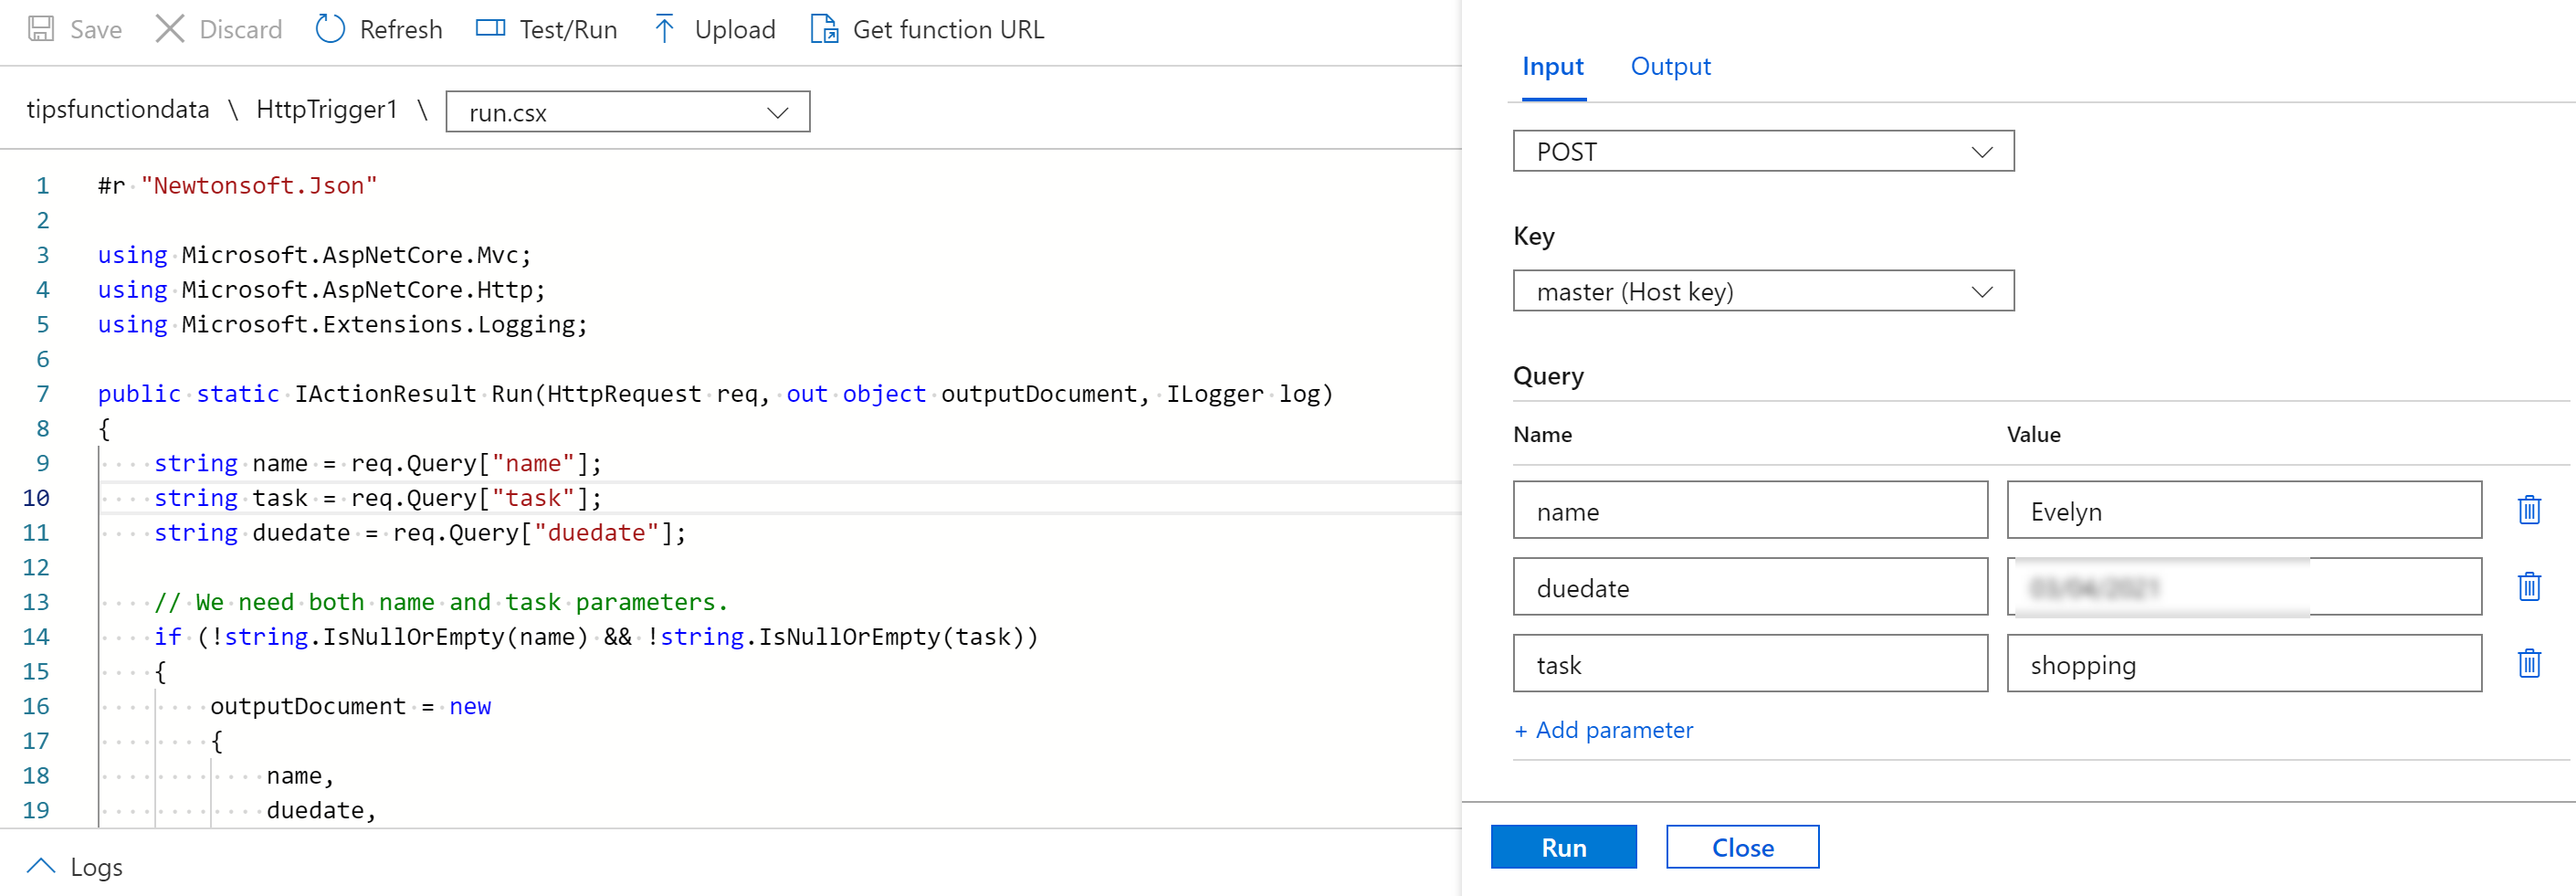 Save Discard Refresh Test/Run Upload Get function URL
tipsfunctiondata \ HttpTrigger1 \ run.csx
1 #r "Newtonsoft.Json"
2
3 using Microsoft.AspNetCore.Mvc;
4 using Microsoft.AspNetCore.Http;
5 using Microsoft.Extensions.Logging;
6
7 public static IActionResult Run(HttpRequest req, out object outputDocument, ILogger log)
8 {
9 string name = req.Query["name"];
10 string task = req.Query["task"];
11 string duedate = req.Query["duedate"];
12
13 // We need both name and task parameters.
14 if (!string.IsNullOrEmpty(name) && !string.IsNullOrEmpty(task))
15 {
16 outputDocument = new
17 {
18 name,
19 duedate,
Logs
Input Output
POST
Key
master (Host key)
Query
Name Value
name Evelyn
duedate
task shopping
+ Add parameter
Run Close